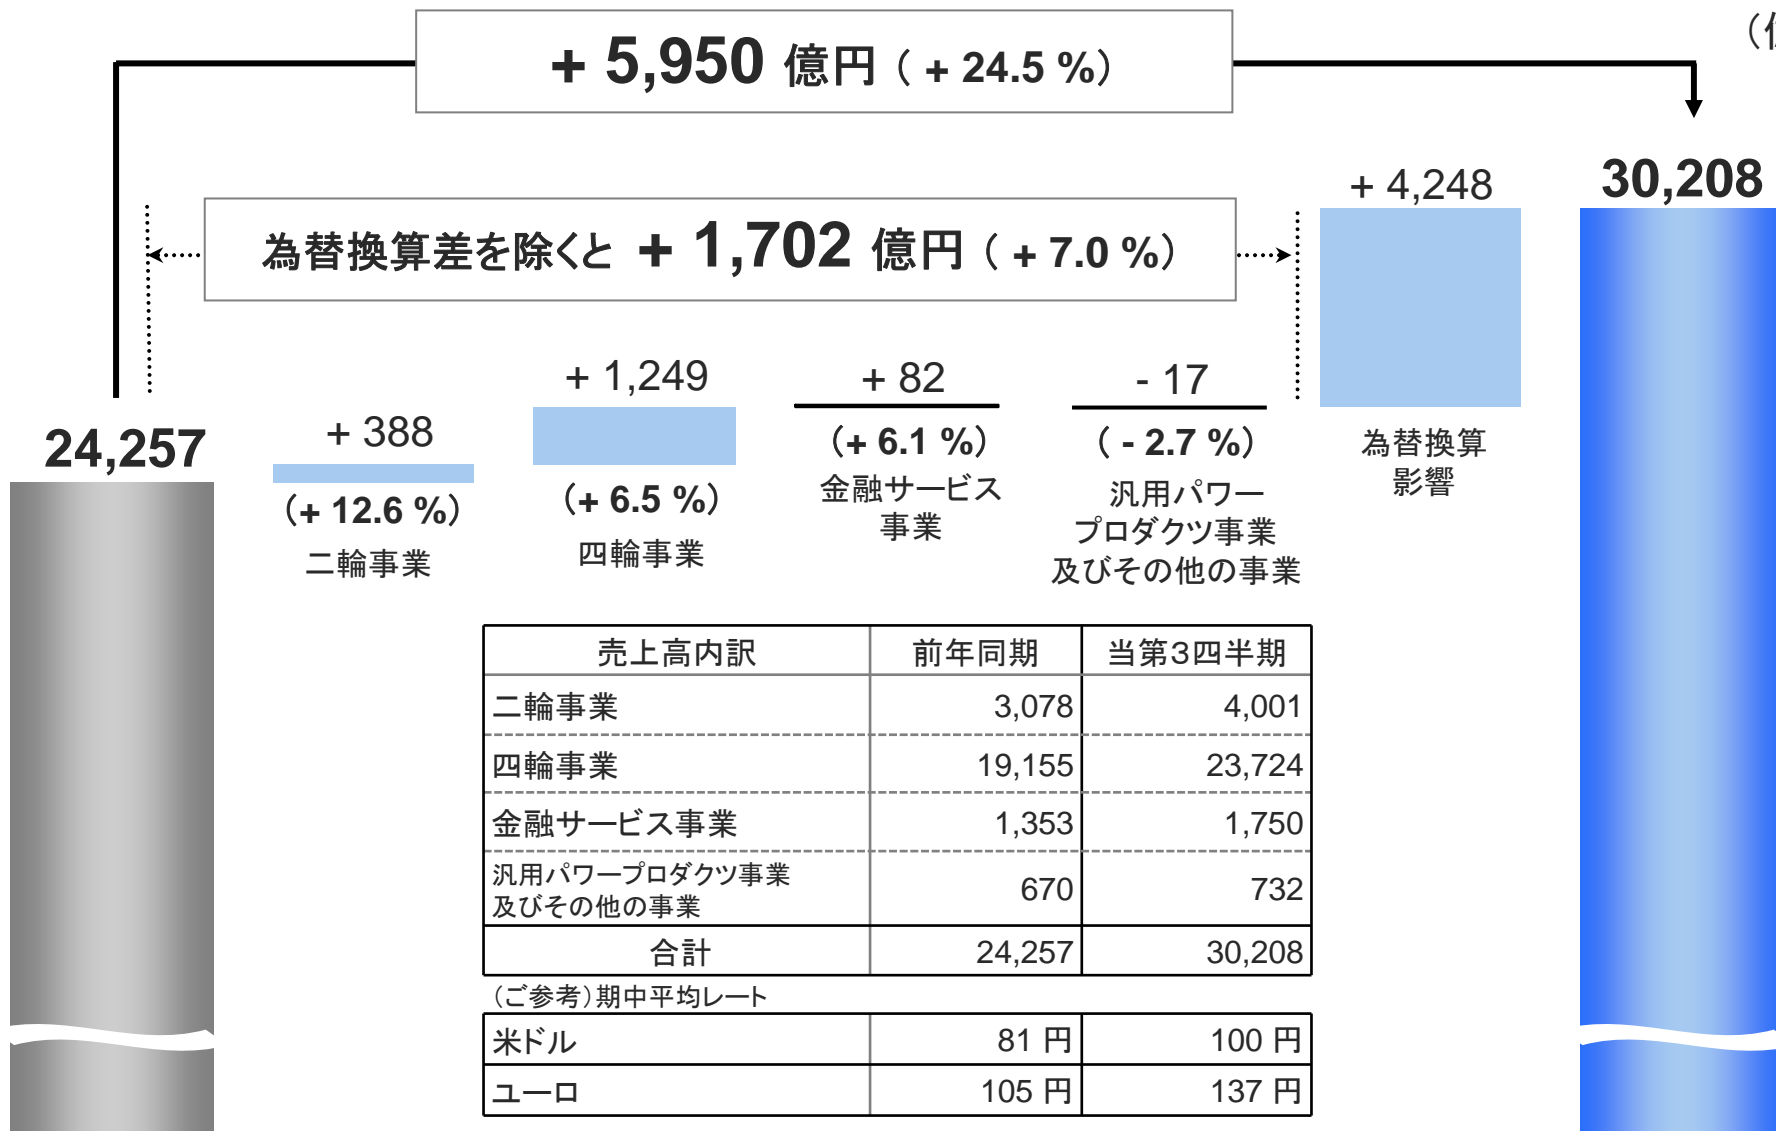 + 5,950 億円 ( + 24.5 %)
30,208
+ 4,248
為替換算差を除くと + 1,702 億円 ( + 7.0 %)
24,257
+ 388
(+ 12.6 %)
二輪事業
+ 1,249
(+ 6.5 %)
四輪事業
+ 82
(+ 6.1 %)
金融サービス
事業
- 17
( - 2.7 %)
汎用パワー
プロダクツ事業
及びその他の事業
為替換算
影響
売上高内訳 前年同期 当第3四半期
二輪事業 3,078 4,001
四輪事業 19,155 23,724
金融サービス事業 1,353 1,750
汎用パワープロダクツ事業
及びその他の事業 670 732
合計 24,257 30,208
(ご参考)期中平均レート
米ドル 81 円 100 円
ユーロ 105 円 137 円